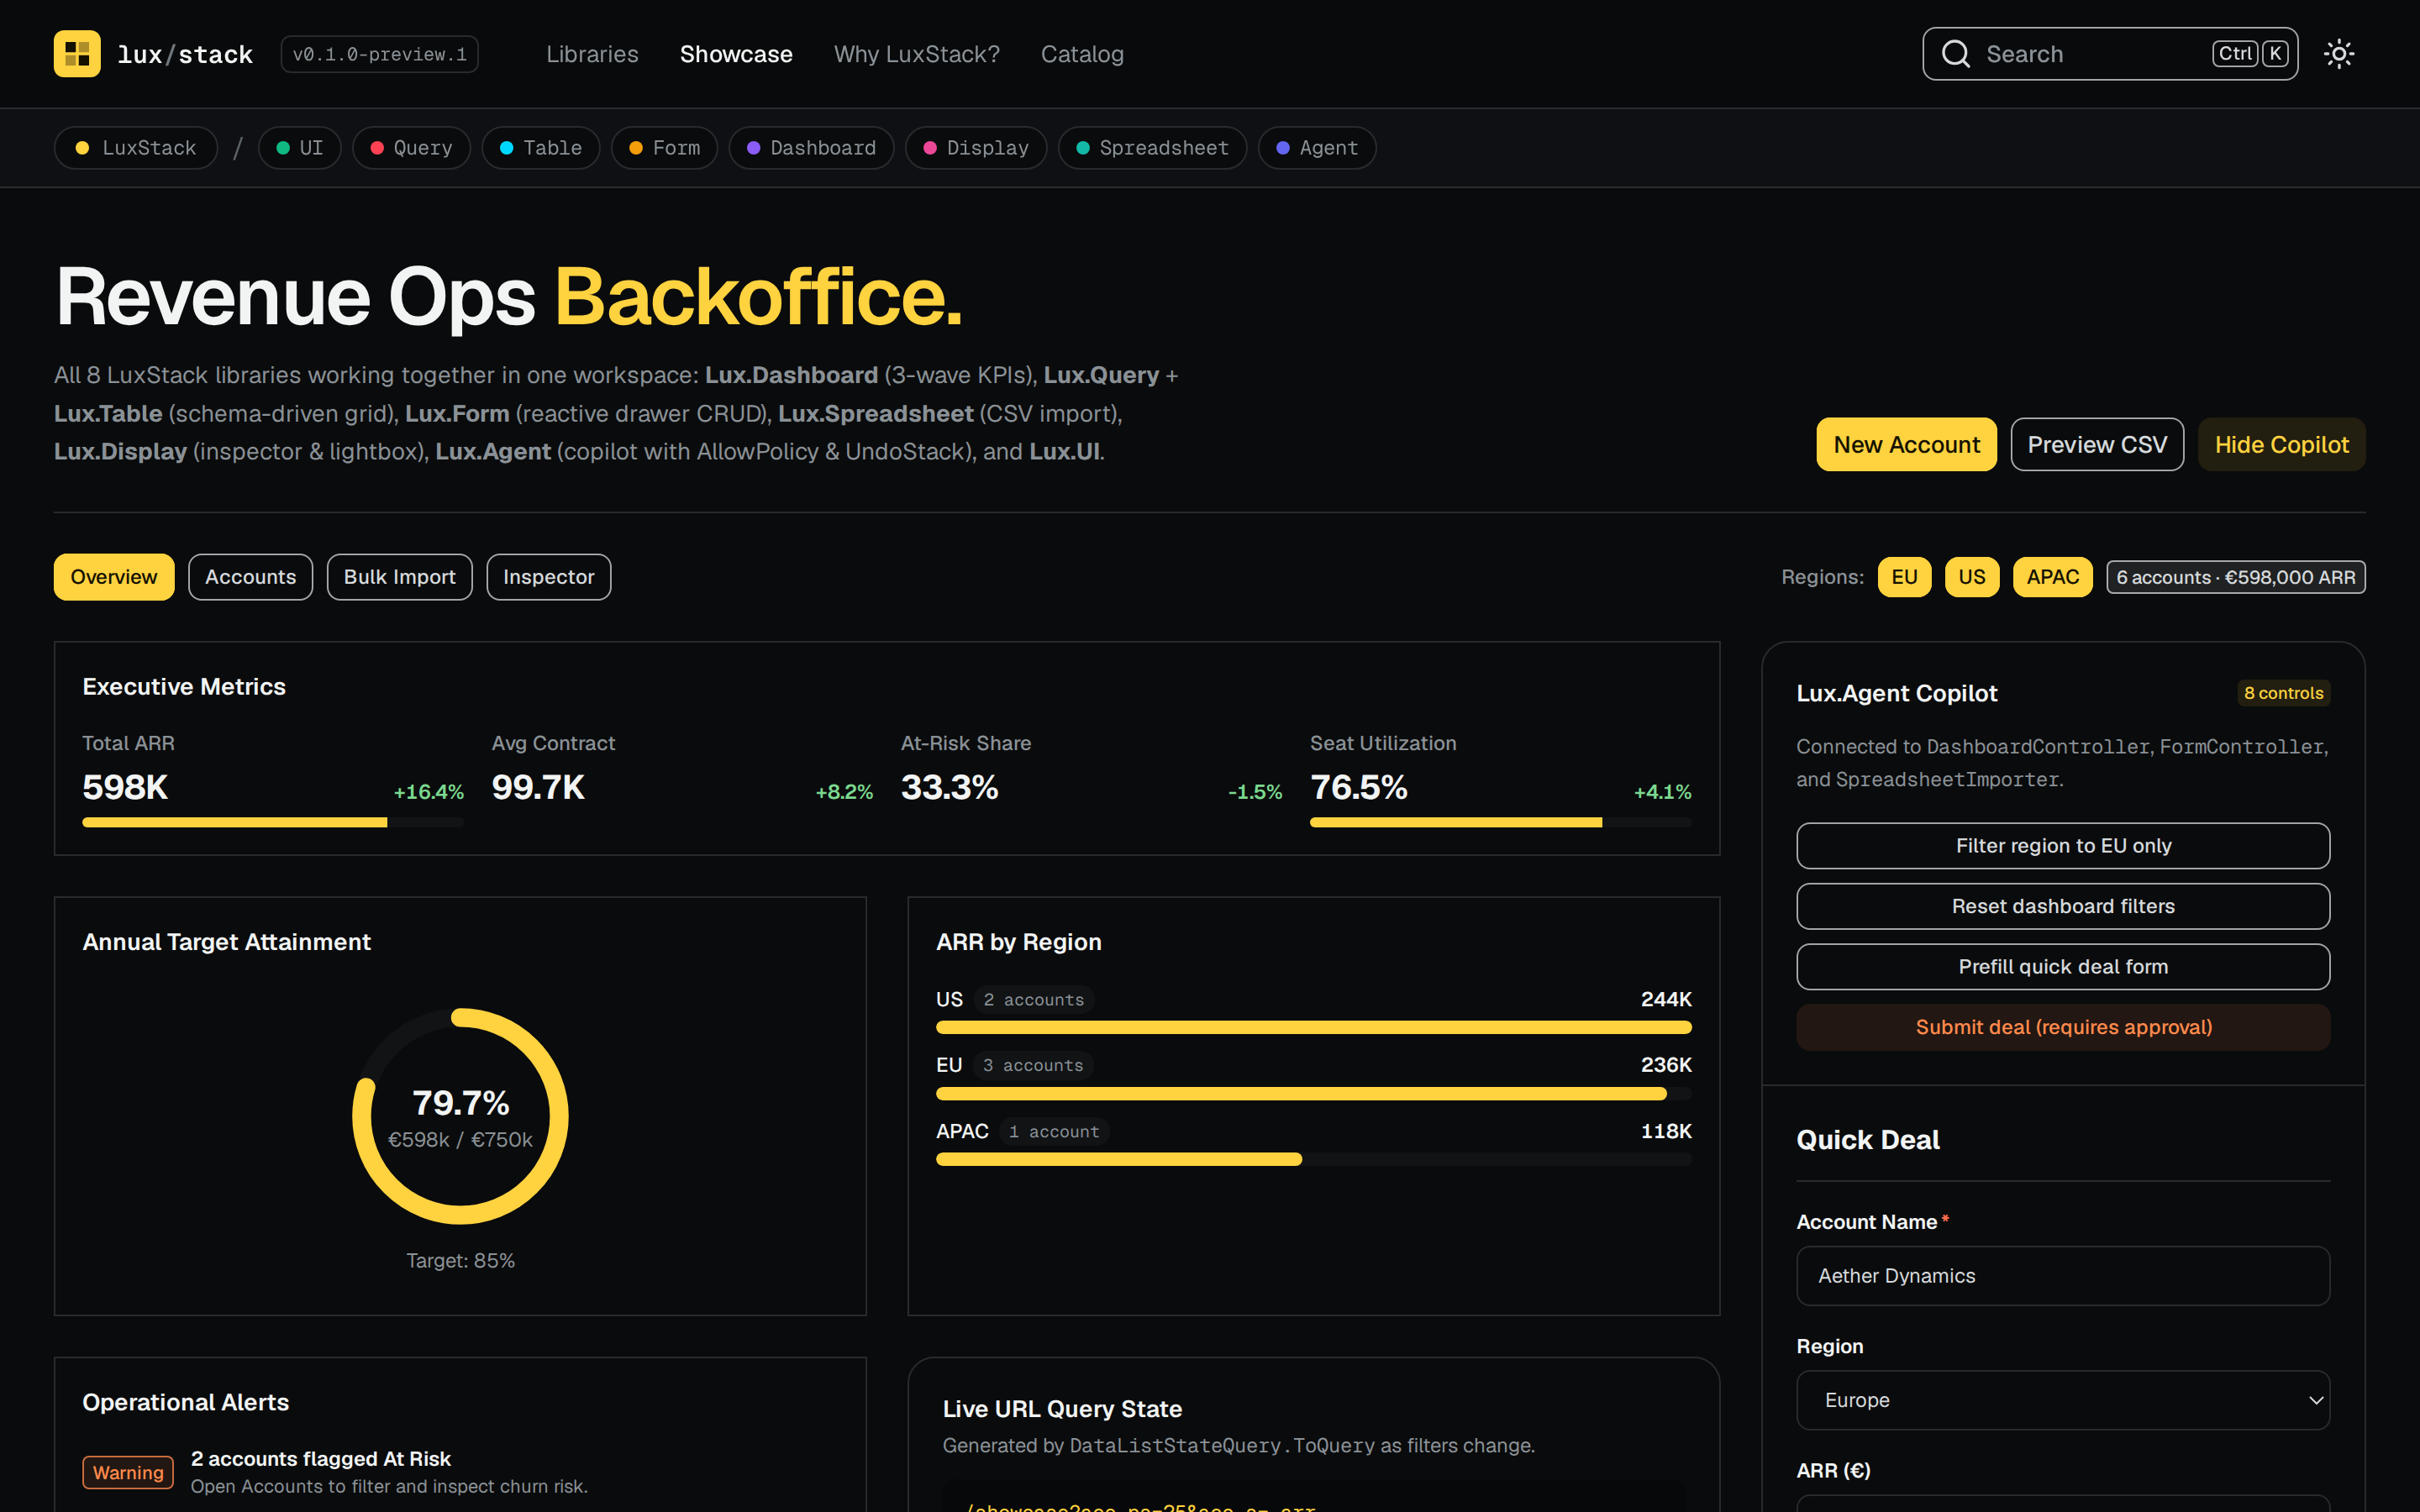 lux/stack
v0.1.0-preview.1
Libraries
Showcase
Why LuxStack?
Catalog
Search
Ctrl K
LuxStack / UI Query Table Form Dashboard Display Spreadsheet Agent
Revenue Ops Backoffice.
All 8 LuxStack libraries working together in one workspace: Lux.Dashboard (3-wave KPIs), Lux.Query +
Lux.Table (schema-driven grid), Lux.Form (reactive drawer CRUD), Lux.Spreadsheet (CSV import),
Lux.Display (inspector & lightbox), Lux.Agent (copilot with AllowPolicy & UndoStack), and Lux.UI.
New Account
Preview CSV
Hide Copilot
Overview
Accounts
Bulk Import
Inspector
Regions: EU US APAC
6 accounts · €598,000 ARR
Executive Metrics
Total ARR
598K
+16.4%
Avg Contract
99.7K
+8.2%
At-Risk Share
33.3%
-1.5%
Seat Utilization
76.5%
+4.1%
Annual Target Attainment
79.7%
€598k / €750k
Target: 85%
ARR by Region
US 2 accounts 244K
EU 3 accounts 236K
APAC 1 account 118K
Operational Alerts
Warning
2 accounts flagged At Risk
Open Accounts to filter and inspect churn risk.
Live URL Query State
Generated by DataListStateQuery.ToQuery as filters change.
Lux.Agent Copilot
8 controls
Connected to DashboardController, FormController,
and SpreadsheetImporter.
Filter region to EU only
Reset dashboard filters
Prefill quick deal form
Submit deal (requires approval)
Quick Deal
Account Name *
Aether Dynamics
Region
Europe
ARR (€)